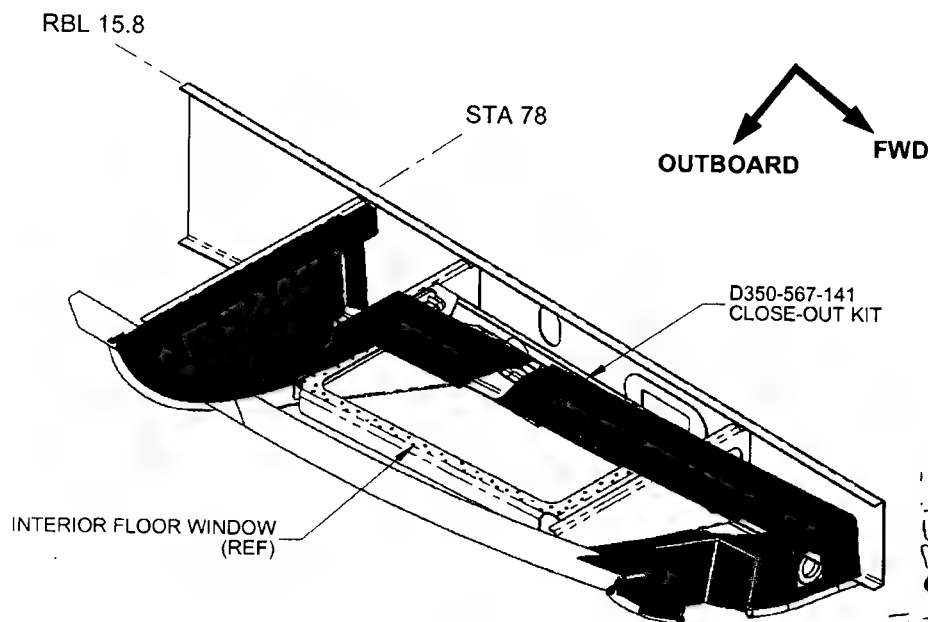 RBL 15.8
STA 78
OUTBOARD
FWD
D350-567-141
CLOSE-OUT KIT
INTERIOR FLOOR WINDOW
(REF)